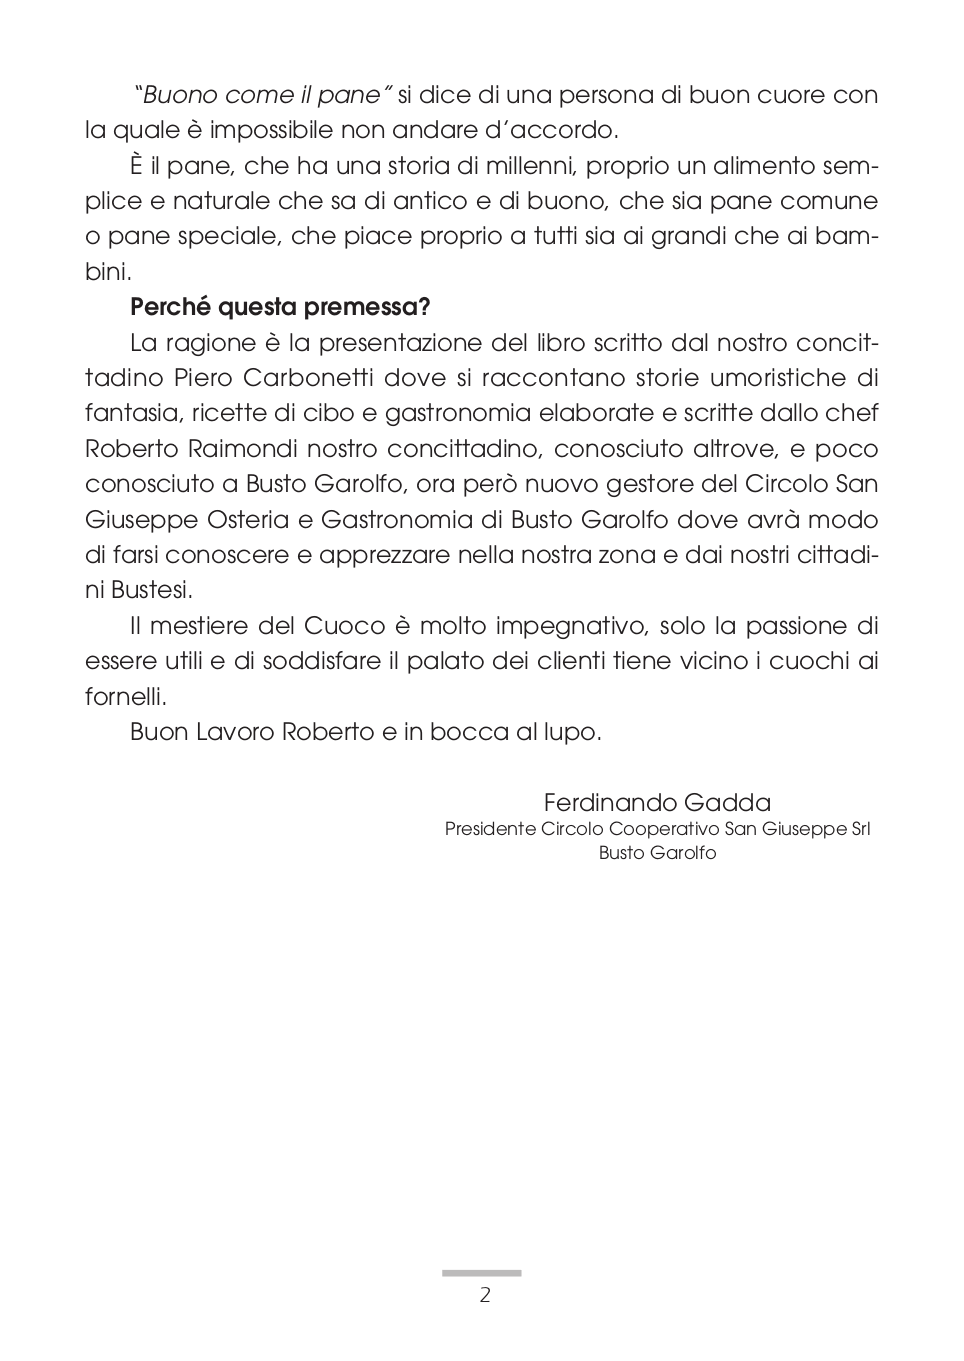 “Buono come il pane” si dice di una persona di buon cuore con
la quale è impossibile non andare d’accordo.
È il pane, che ha una storia di millenni, proprio un alimento sem-
plice e naturale che sa di antico e di buono, che sia pane comune
o pane speciale, che piace proprio a tutti sia ai grandi che ai bam-
bini.
Perché questa premessa?
La ragione è la presentazione del libro scritto dal nostro concit-
tadino Piero Carbonetti dove si raccontano storie umoristiche di
fantasia, ricette di cibo e gastronomia elaborate e scritte dallo chef
Roberto Raimondi nostro concittadino, conosciuto altrove, e poco
conosciuto a Busto Garolfo, ora però nuovo gestore del Circolo San
Giuseppe Osteria e Gastronomia di Busto Garolfo dove avrà modo
di farsi conoscere e apprezzare nella nostra zona e dai nostri cittadi-
ni Bustesi.
Il mestiere del Cuoco è molto impegnativo, solo la passione di
essere utili e di soddisfare il palato dei clienti tiene vicino i cuochi ai
fornelli.
Buon Lavoro Roberto e in bocca al lupo.
Ferdinando Gadda
Presidente Circolo Cooperativo San Giuseppe Srl
Busto Garolfo
2